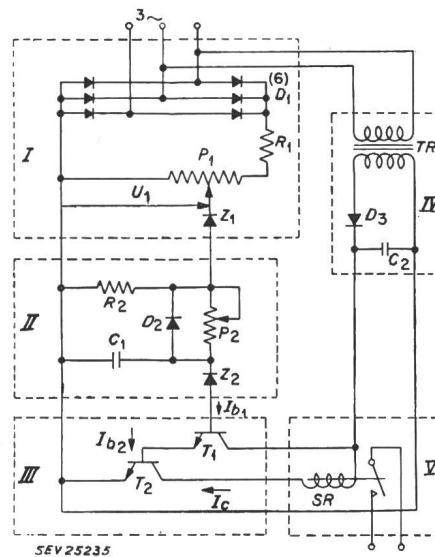 3~
(6)
D1
R1
P1
I
U1
Z1
TR
IV
D3
C2
R2
II
D2
P2
C1
Z2
Ib1
Ib2
T1
III
T2
Ic
SR
V
SEV 25235